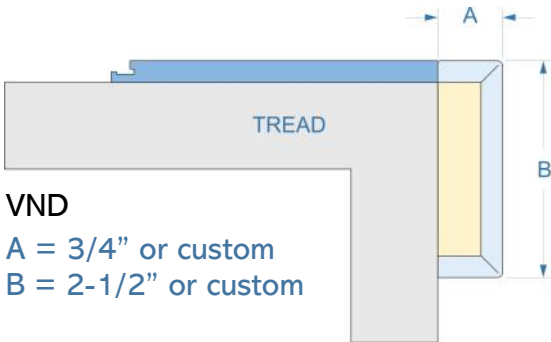 A
TREAD
B
VND
A = 3/4” or custom
B = 2-1/2” or custom